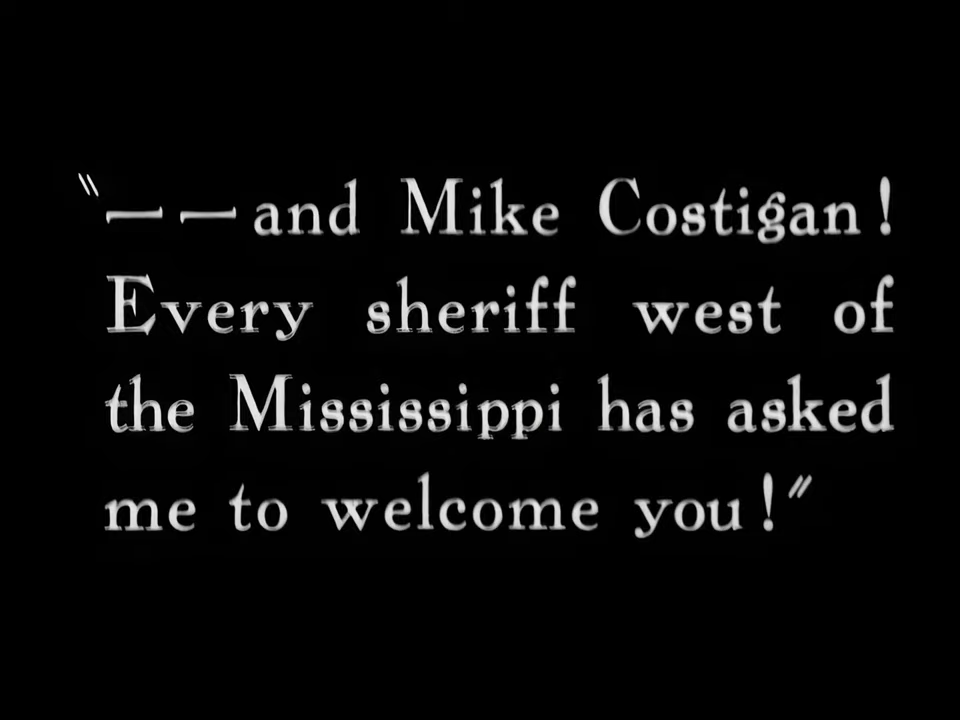 "——and Mike Costigan!
Every sheriff west of
the Mississippi has asked
me to welcome you!"